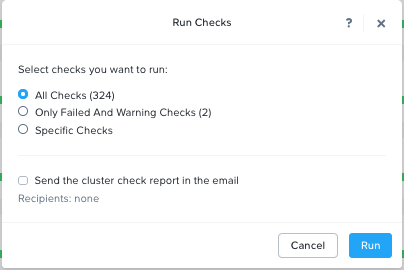 Run Checks
?
Select checks you want to run:
All Checks (324)
Only Failed And Warning Checks (2)
Specific Checks
Send the cluster check report in the email
Recipients: none
Cancel
Run